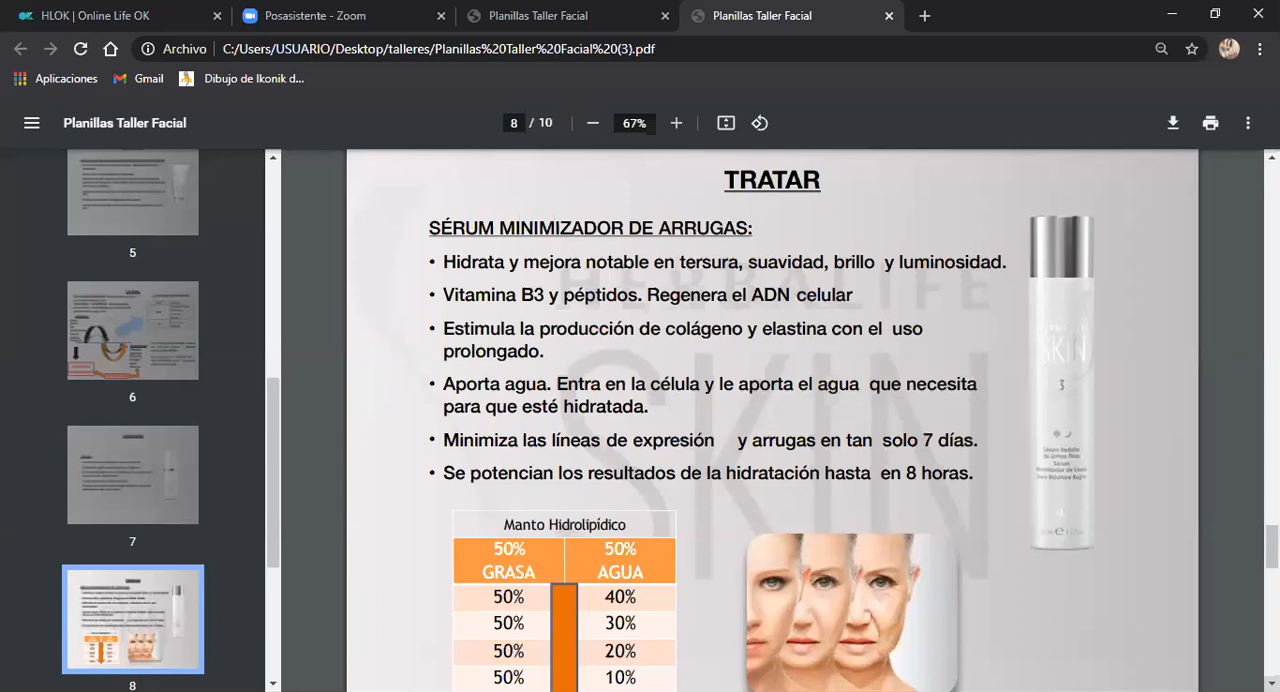 HLOK | Online Life OK
Posasistente - Zoom
Planillas Taller Facial
Planillas Taller Facial
Archivo
C:/Users/USUARIO/Desktop/talleres/Planillas%20Taller%20Facial%20(3).pdf
Aplicaciones
Gmail
Dibujo de Ikonik d...
Planillas Taller Facial
8 / 10
67%
5
6
7
8
TRATAR
SÉRUM MINIMIZADOR DE ARRUGAS:
• Hidrata y mejora notable en tersura, suavidad, brillo y luminosidad.
• Vitamina B3 y péptidos. Regenera el ADN celular
• Estimula la producción de colágeno y elastina con el uso
prolongado.
• Aporta agua. Entra en la célula y le aporta el agua que necesita
para que esté hidratada.
• Minimiza las líneas de expresión y arrugas en tan solo 7 días.
• Se potencian los resultados de la hidratación hasta en 8 horas.
HERBALIFE
SKIN
SKIN
3
Manto Hidrolipídico
50% 50%
GRASA AGUA
50% 40%
50% 30%
50% 20%
50% 10%